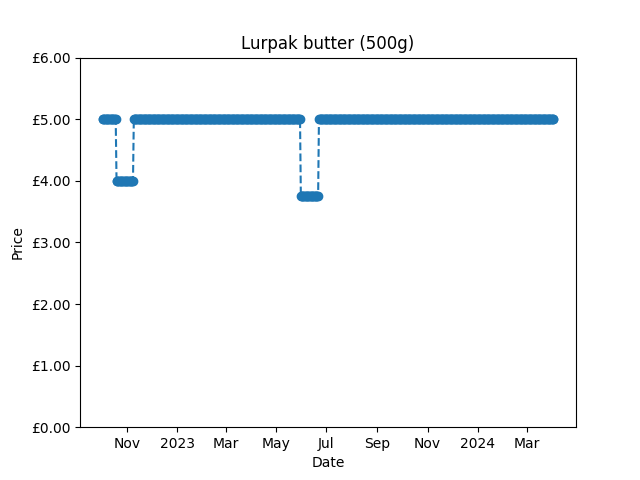 Lurpak butter (500g)
£6.00
£5.00
£4.00
£3.00
£2.00
£1.00
£0.00
Price
Nov 2023 Mar May Jul Sep Nov 2024 Mar
Date